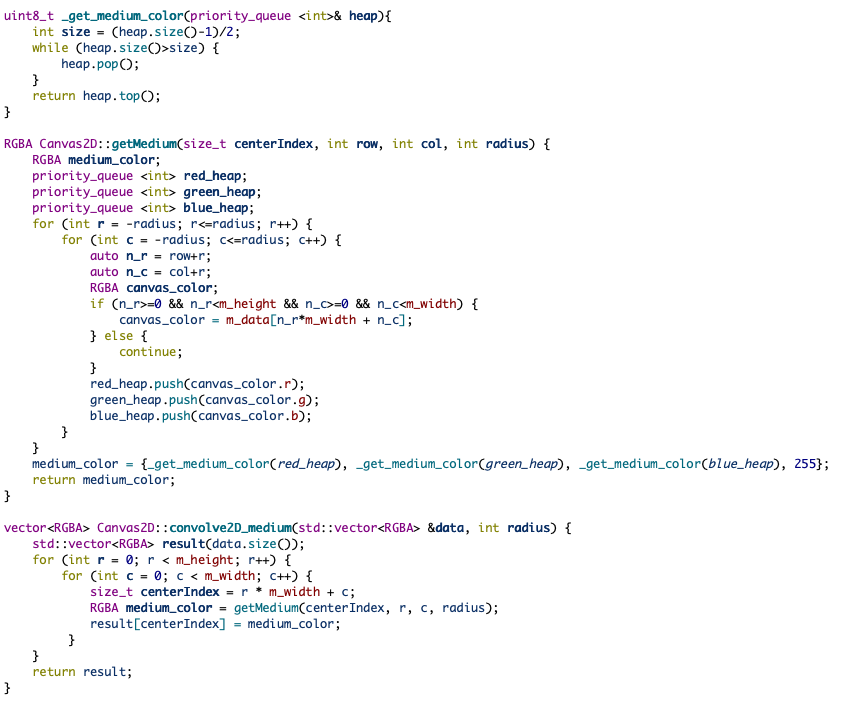 uint8_t _get_medium_color(priority_queue <int>& heap){
    int size = (heap.size()-1)/2;
    while (heap.size()>size) {
        heap.pop();
    }
    return heap.top();
}

RGBA Canvas2D::getMedium(size_t centerIndex, int row, int col, int radius) {
    RGBA medium_color;
    priority_queue <int> red_heap;
    priority_queue <int> green_heap;
    priority_queue <int> blue_heap;
    for (int r = -radius; r<=radius; r++) {
        for (int c = -radius; c<=radius; c++) {
            auto n_r = row+r;
            auto n_c = col+r;
            RGBA canvas_color;
            if (n_r>=0 && n_r<m_height && n_c>=0 && n_c<m_width) {
                canvas_color = m_data[n_r*m_width + n_c];
            } else {
                continue;
            }
            red_heap.push(canvas_color.r);
            green_heap.push(canvas_color.g);
            blue_heap.push(canvas_color.b);
        }
    }
    medium_color = {_get_medium_color(red_heap), _get_medium_color(green_heap), _get_medium_color(blue_heap), 255};
    return medium_color;
}

vector<RGBA> Canvas2D::convolve2D_medium(std::vector<RGBA> &data, int radius) {
    std::vector<RGBA> result(data.size());
    for (int r = 0; r < m_height; r++) {
        for (int c = 0; c < m_width; c++) {
            size_t centerIndex = r * m_width + c;
            RGBA medium_color = getMedium(centerIndex, r, c, radius);
            result[centerIndex] = medium_color;
         }
    }
    return result;
}